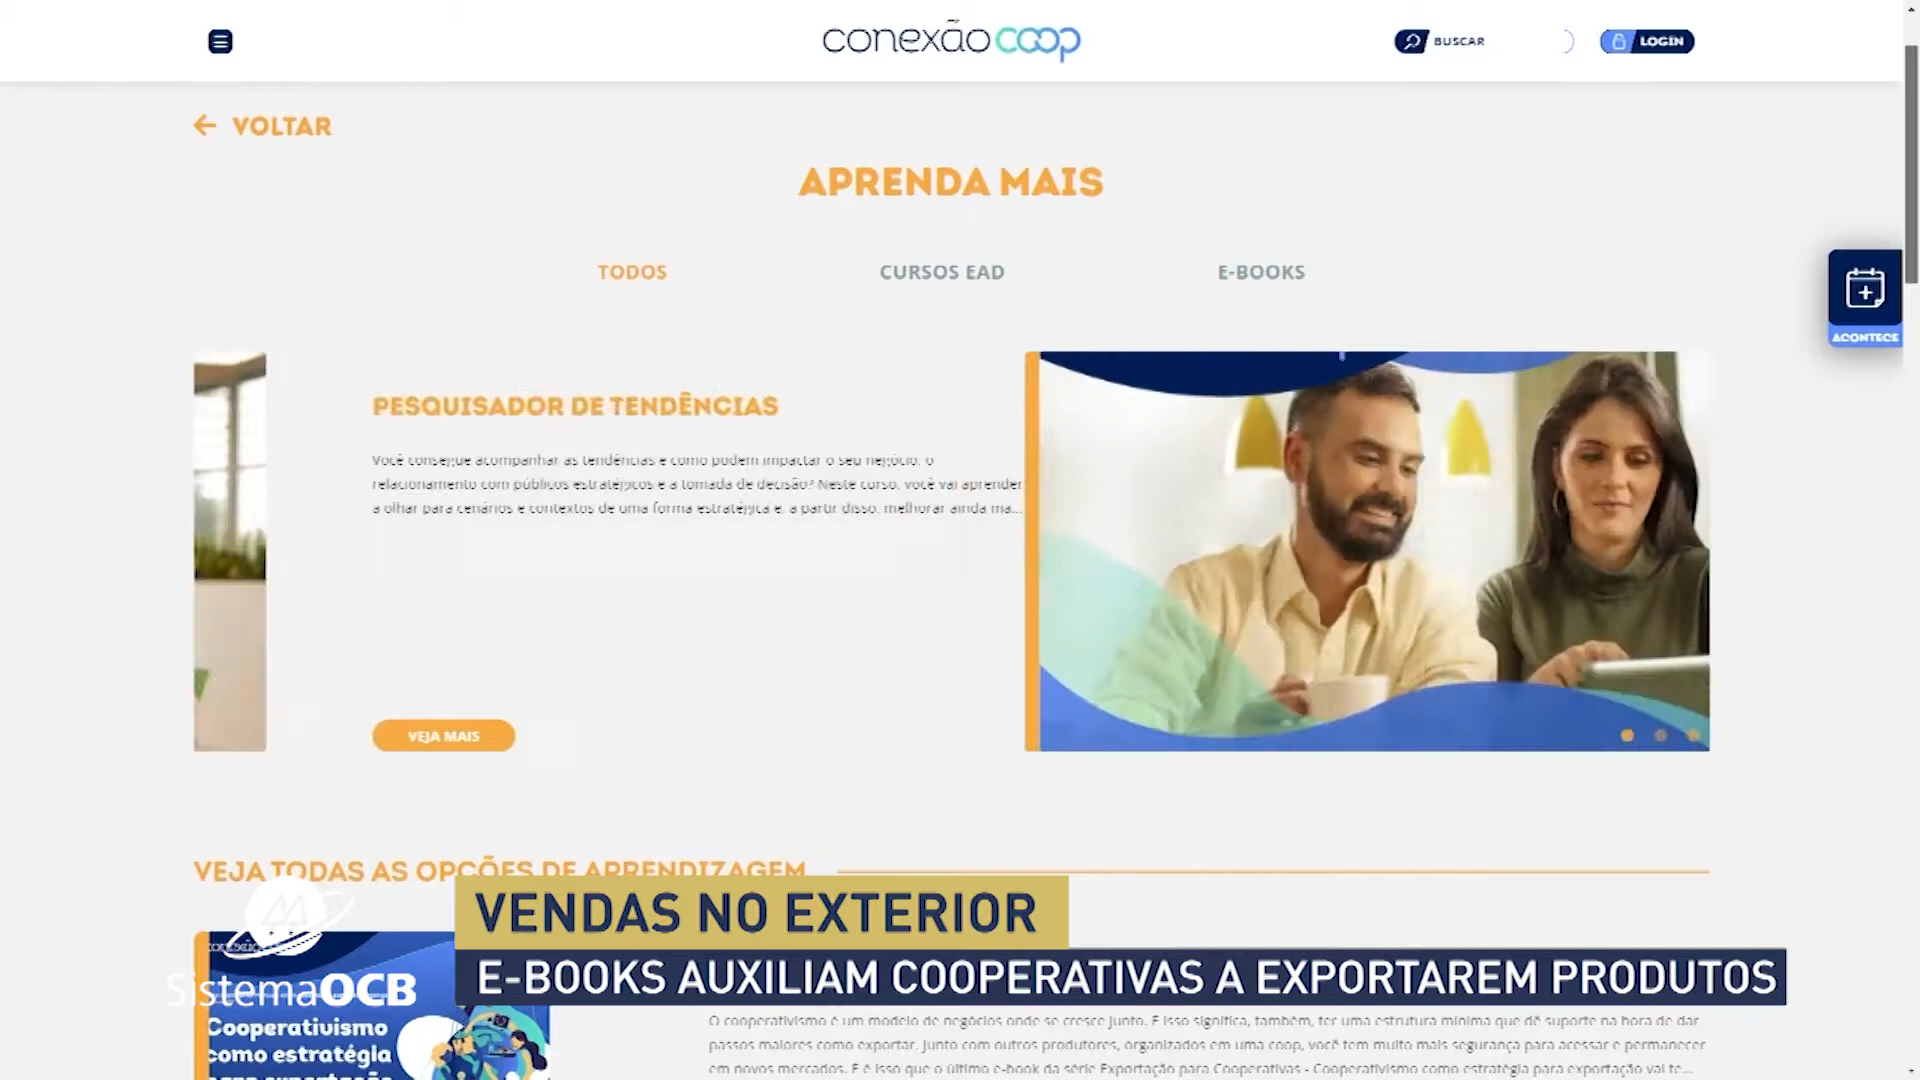 conexãocoop
BUSCAR
LOGIN
VOLTAR
APRENDA MAIS
TODOS
CURSOS EAD
E-BOOKS
ACONTECE
PESQUISADOR DE TENDÊNCIAS
Você consegue acompanhar as tendências e como podem impactar o seu negócio, o
relacionamento com públicos estratégicos e a tomada de decisão? Neste curso, você vai aprender
a olhar para cenários e contextos de uma forma estratégica e, a partir disso, melhorar ainda ma...
VEJA MAIS
VEJA TODAS AS OPÇÕES DE APRENDIZAGEM
VENDAS NO EXTERIOR
E-BOOKS AUXILIAM COOPERATIVAS A EXPORTAREM PRODUTOS
SistemaOCB
Cooperativismo
como estratégia
para exportação
O cooperativismo é um modelo de negócios onde se cresce junto. E isso significa, também, ter uma estrutura mínima que dê suporte na hora de dar
passos maiores como exportar. Junto com outros produtores, organizados em uma coop, você tem muito mais segurança para acessar e permanecer
em novos mercados. E é isso que o último e-book da série Exportação para Cooperativas - Cooperativismo como estratégia para exportação vai te...